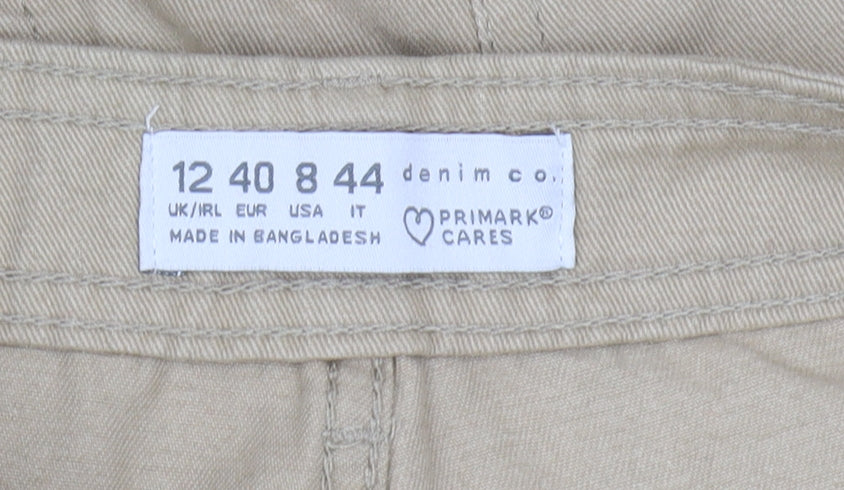 12 40 8 44
UK/IRL EUR USA IT
MADE IN BANGLADESH
denim co.
PRIMARK®
CARES